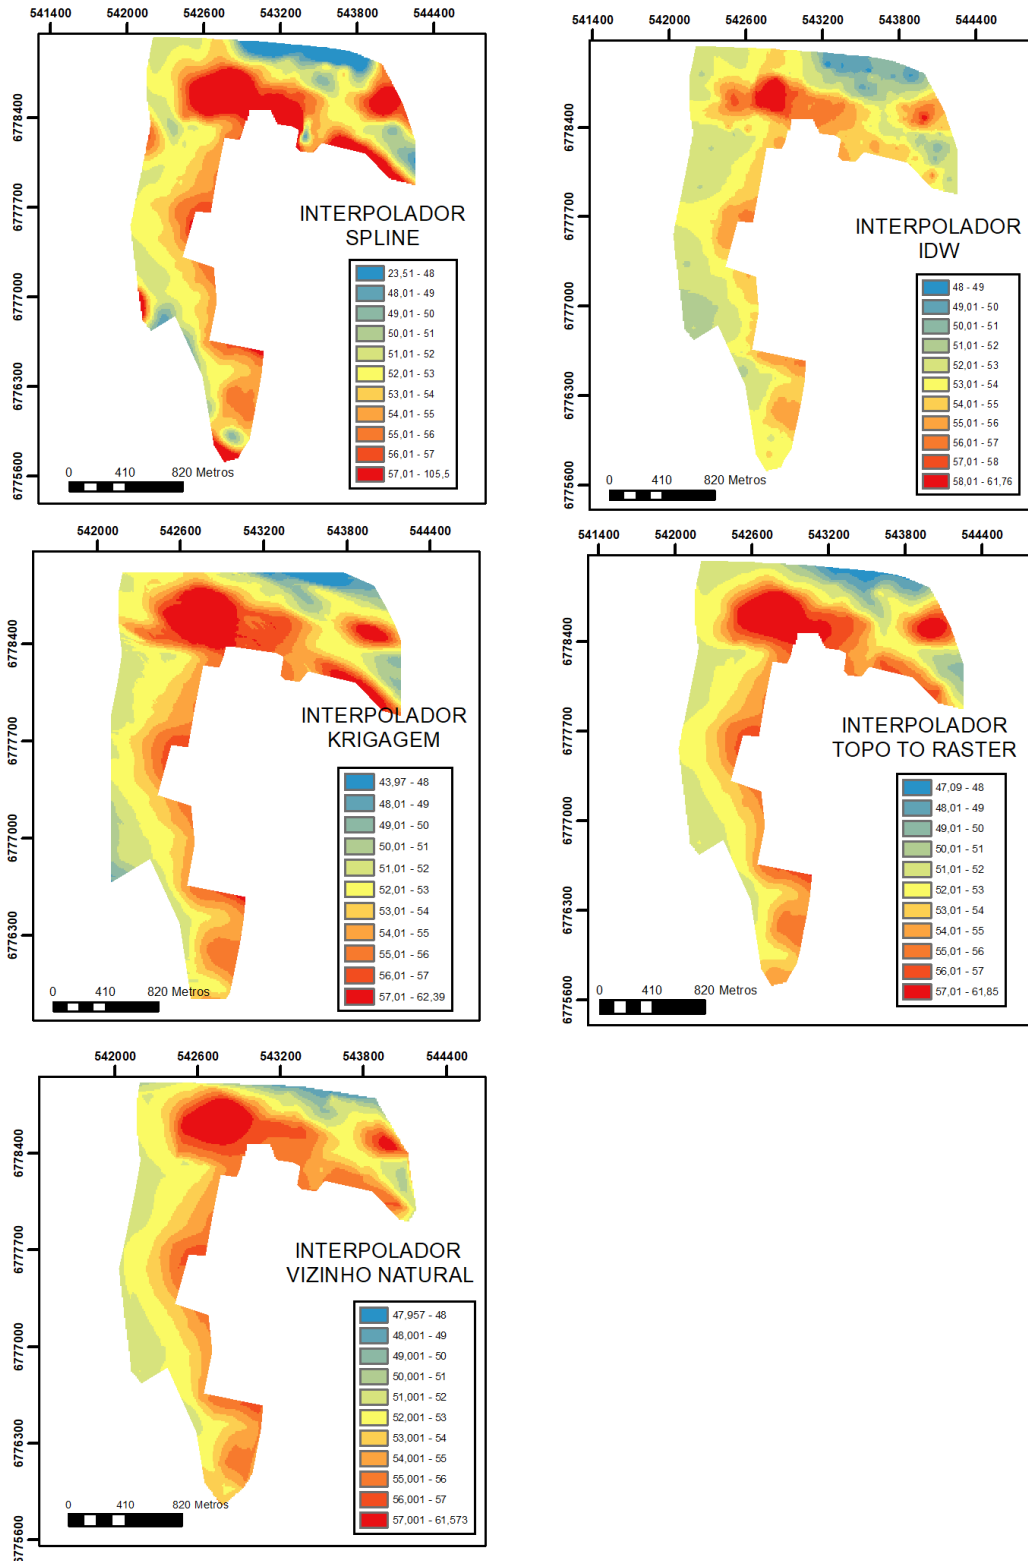 541400 542000 542600 543200 543800 544400
6778400
6777700
6777000
6776300
6775600
INTERPOLADOR
SPLINE
23,51 - 48
48,01 - 49
49,01 - 50
50,01 - 51
51,01 - 52
52,01 - 53
53,01 - 54
54,01 - 55
55,01 - 56
56,01 - 57
57,01 - 105,5
0 410 820 Metros
541400 542000 542600 543200 543800 544400
6778400
6777700
6777000
6776300
6775600
INTERPOLADOR
IDW
48 - 49
49,01 - 50
50,01 - 51
51,01 - 52
52,01 - 53
53,01 - 54
54,01 - 55
55,01 - 56
56,01 - 57
57,01 - 58
58,01 - 61,76
0 410 820 Metros
542000 542600 543200 543800 544400
6778400
6777700
6777000
6776300
INTERPOLADOR
KRIGAGEM
43,97 - 48
48,01 - 49
49,01 - 50
50,01 - 51
51,01 - 52
52,01 - 53
53,01 - 54
54,01 - 55
55,01 - 56
56,01 - 57
57,01 - 62,39
0 410 820 Metros
541400 542000 542600 543200 543800 544400
6778400
6777700
6777000
6776300
6775600
INTERPOLADOR
TOPO TO RASTER
47,09 - 48
48,01 - 49
49,01 - 50
50,01 - 51
51,01 - 52
52,01 - 53
53,01 - 54
54,01 - 55
55,01 - 56
56,01 - 57
57,01 - 61,85
0 410 820 Metros
542000 542600 543200 543800 544400
6778400
6777700
6777000
6776300
6775600
INTERPOLADOR
VIZINHO NATURAL
47,957 - 48
48,001 - 49
49,001 - 50
50,001 - 51
51,001 - 52
52,001 - 53
53,001 - 54
54,001 - 55
55,001 - 56
56,001 - 57
57,001 - 61,573
0 410 820 Metros